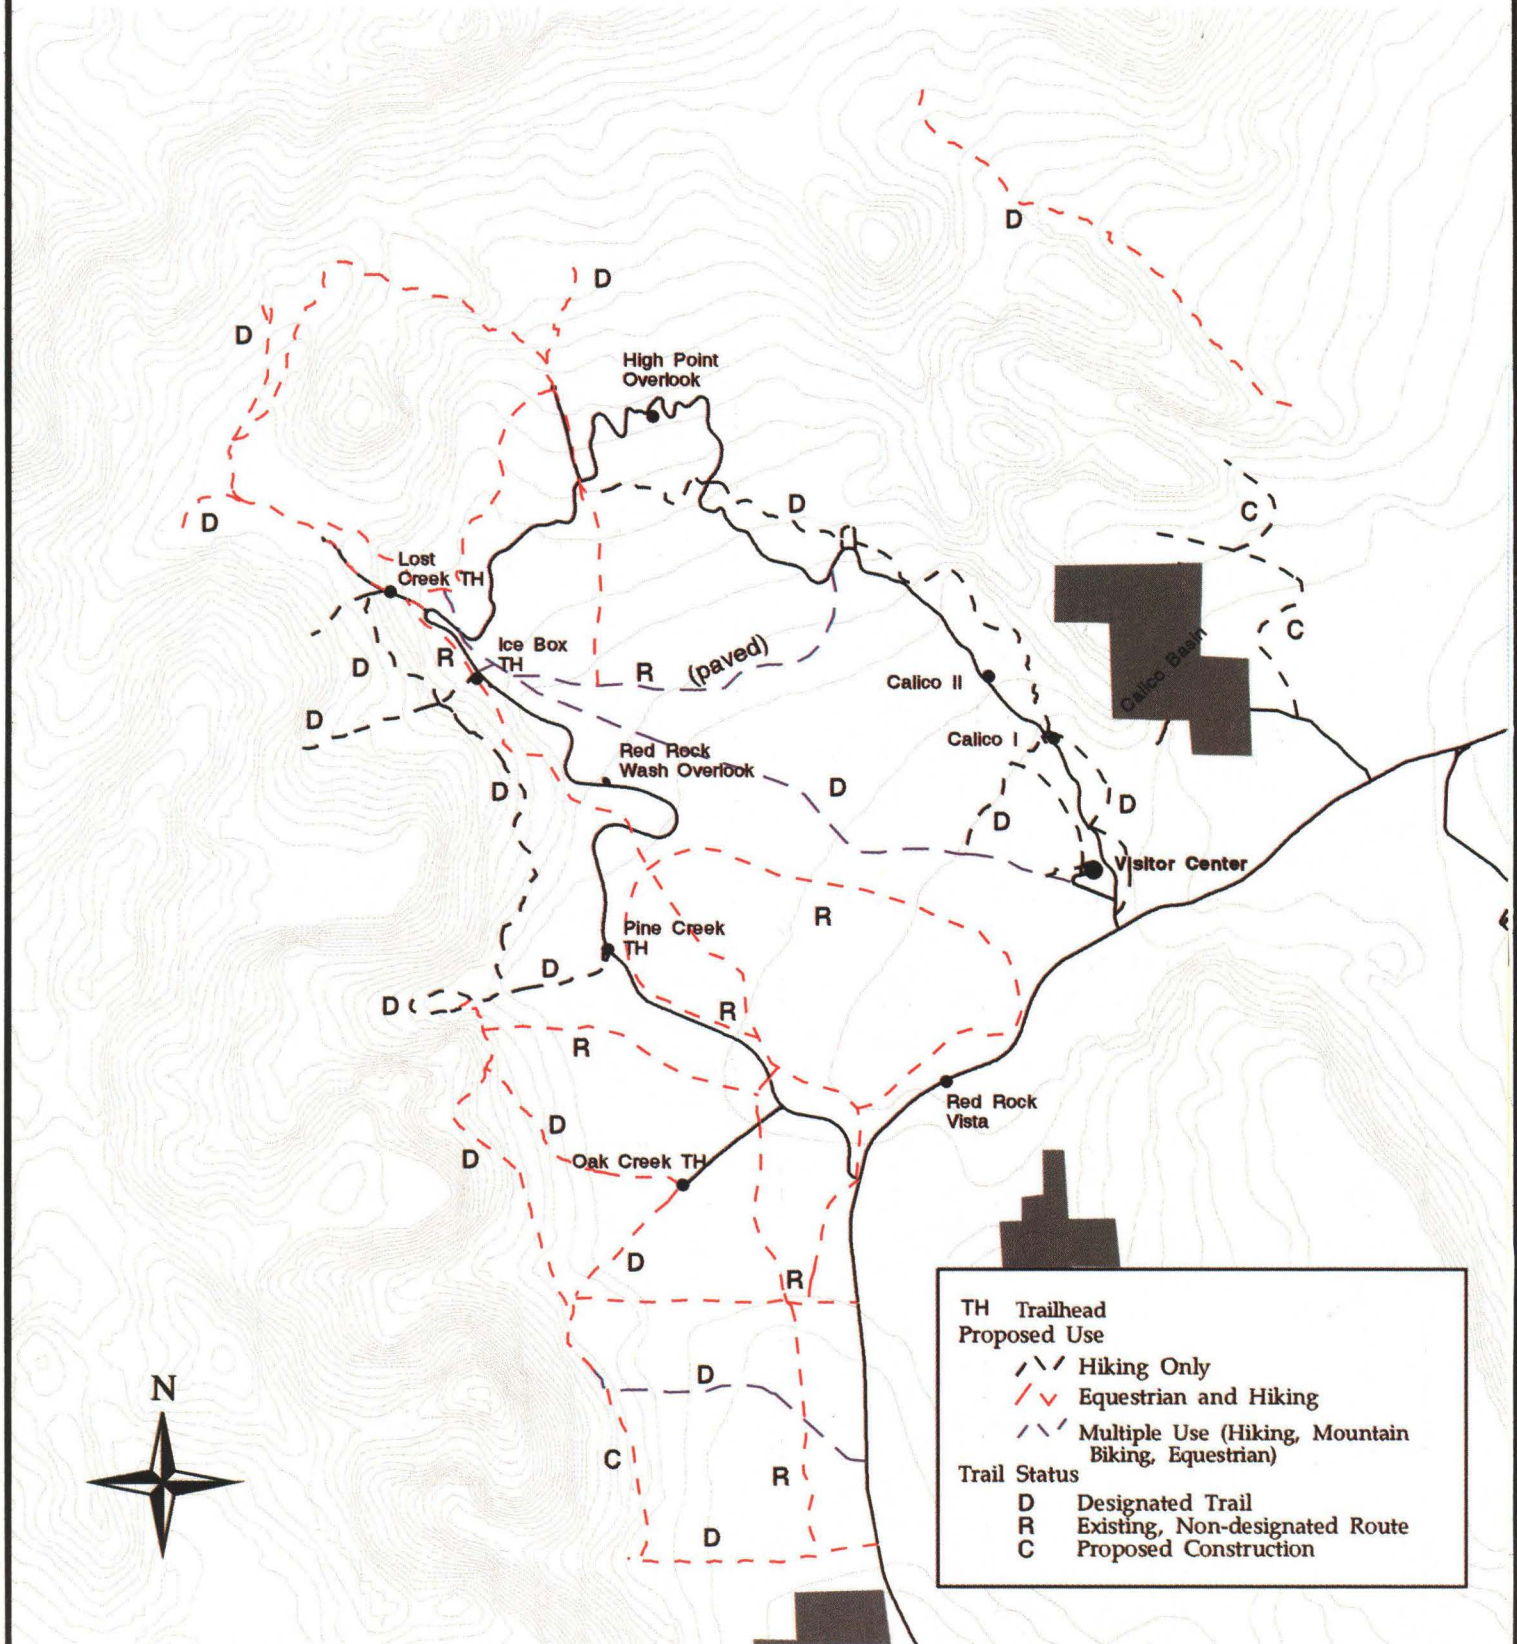 D
D
D
High Point
Overlook
D
D
C
Lost
Creek TH
C
Ice Box
TH
R
D
R
(paved)
Calico Basin
Calico II
D
Calico I
Red Rock
Wash Overlook
D
D
D
D
Visitor Center
R
Pine Creek
TH
D
D
R
R
Red Rock
Vista
D
D
Oak Creek TH
D
R
TH Trailhead
Proposed Use
Hiking Only
Equestrian and Hiking
Multiple Use (Hiking, Mountain
Biking, Equestrian)
Trail Status
D Designated Trail
R Existing, Non-designated Route
C Proposed Construction
D
N
C
R
D